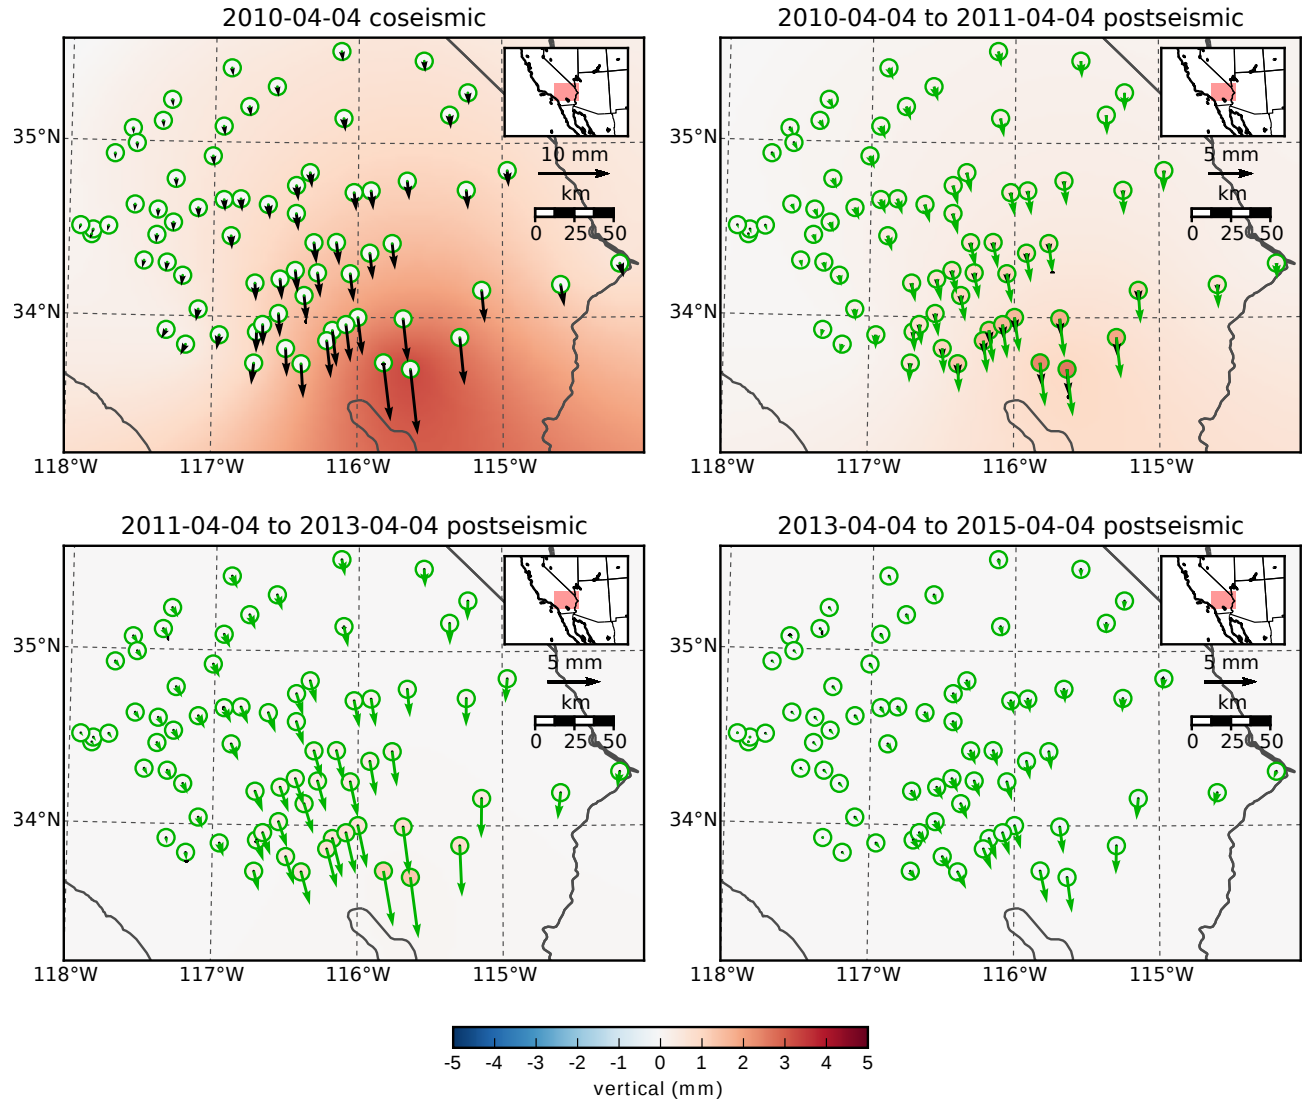 2010-04-04 coseismic
2010-04-04 to 2011-04-04 postseismic
35°N
34°N
10 mm
km
0 25 50
118°W 117°W 116°W 115°W
5 mm
km
0 25 50
118°W 117°W 116°W 115°W
2011-04-04 to 2013-04-04 postseismic
2013-04-04 to 2015-04-04 postseismic
35°N
34°N
5 mm
km
0 25 50
118°W 117°W 116°W 115°W
5 mm
km
0 25 50
118°W 117°W 116°W 115°W
-5 -4 -3 -2 -1 0 1 2 3 4 5
vertical (mm)